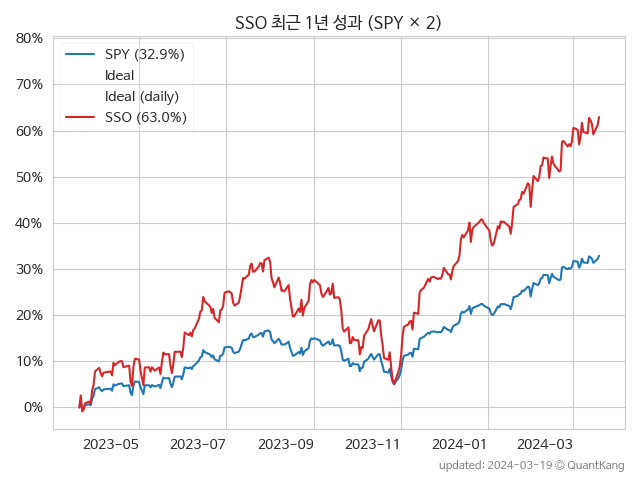 SSO 최근 1년 성과 (SPY × 2)
80%
70%
60%
50%
40%
30%
20%
10%
0%
SPY (32.9%)
Ideal
Ideal (daily)
SSO (63.0%)
2023-05
2023-07
2023-09
2023-11
2024-01
2024-03
updated: 2024-03-19 © QuantKang